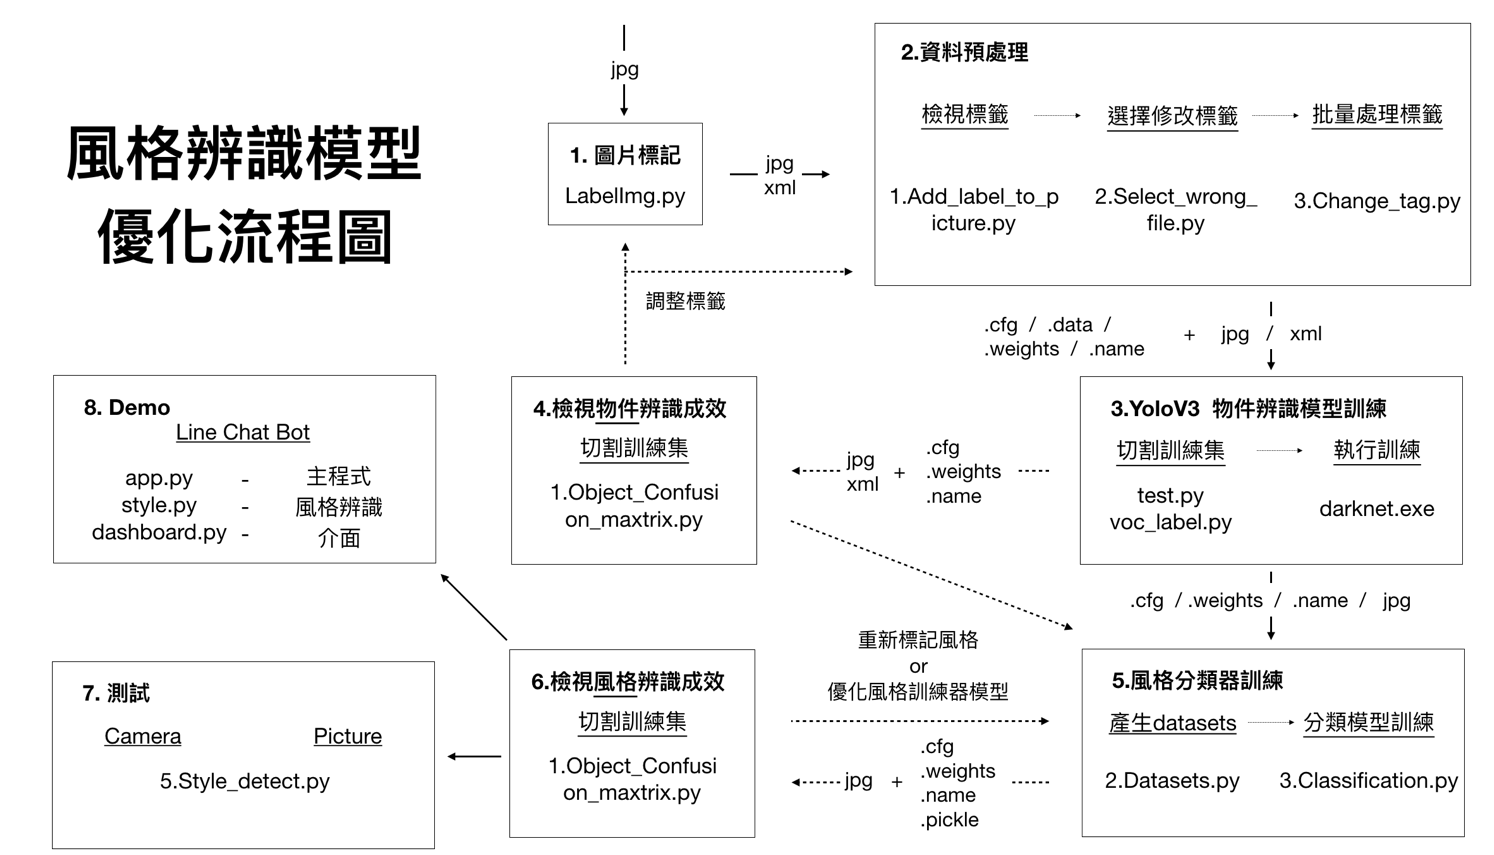 風格辨識模型
優化流程圖
jpg
1. 圖片標記
LabelImg.py
jpg
xml
2.資料預處理
檢視標籤
選擇修改標籤
批量處理標籤
1.Add_label_to_p
icture.py
2.Select_wrong_
file.py
3.Change_tag.py
調整標籤
.cfg / .data /
.weights / .name
+
jpg / xml
3.YoloV3 物件辨識模型訓練
切割訓練集
執行訓練
test.py
voc_label.py
darknet.exe
jpg
xml
+
.cfg
.weights
.name
4.檢視物件辨識成效
切割訓練集
1.Object_Confusi
on_maxtrix.py
.cfg / .weights / .name / jpg
5.風格分類器訓練
產生datasets
分類模型訓練
2.Datasets.py
3.Classification.py
重新標記風格
or
優化風格訓練器模型
jpg
+
.cfg
.weights
.name
.pickle
6.檢視風格辨識成效
切割訓練集
1.Object_Confusi
on_maxtrix.py
7. 測試
Camera
Picture
5.Style_detect.py
8. Demo
Line Chat Bot
app.py - 主程式
style.py - 風格辨識
dashboard.py - 介面